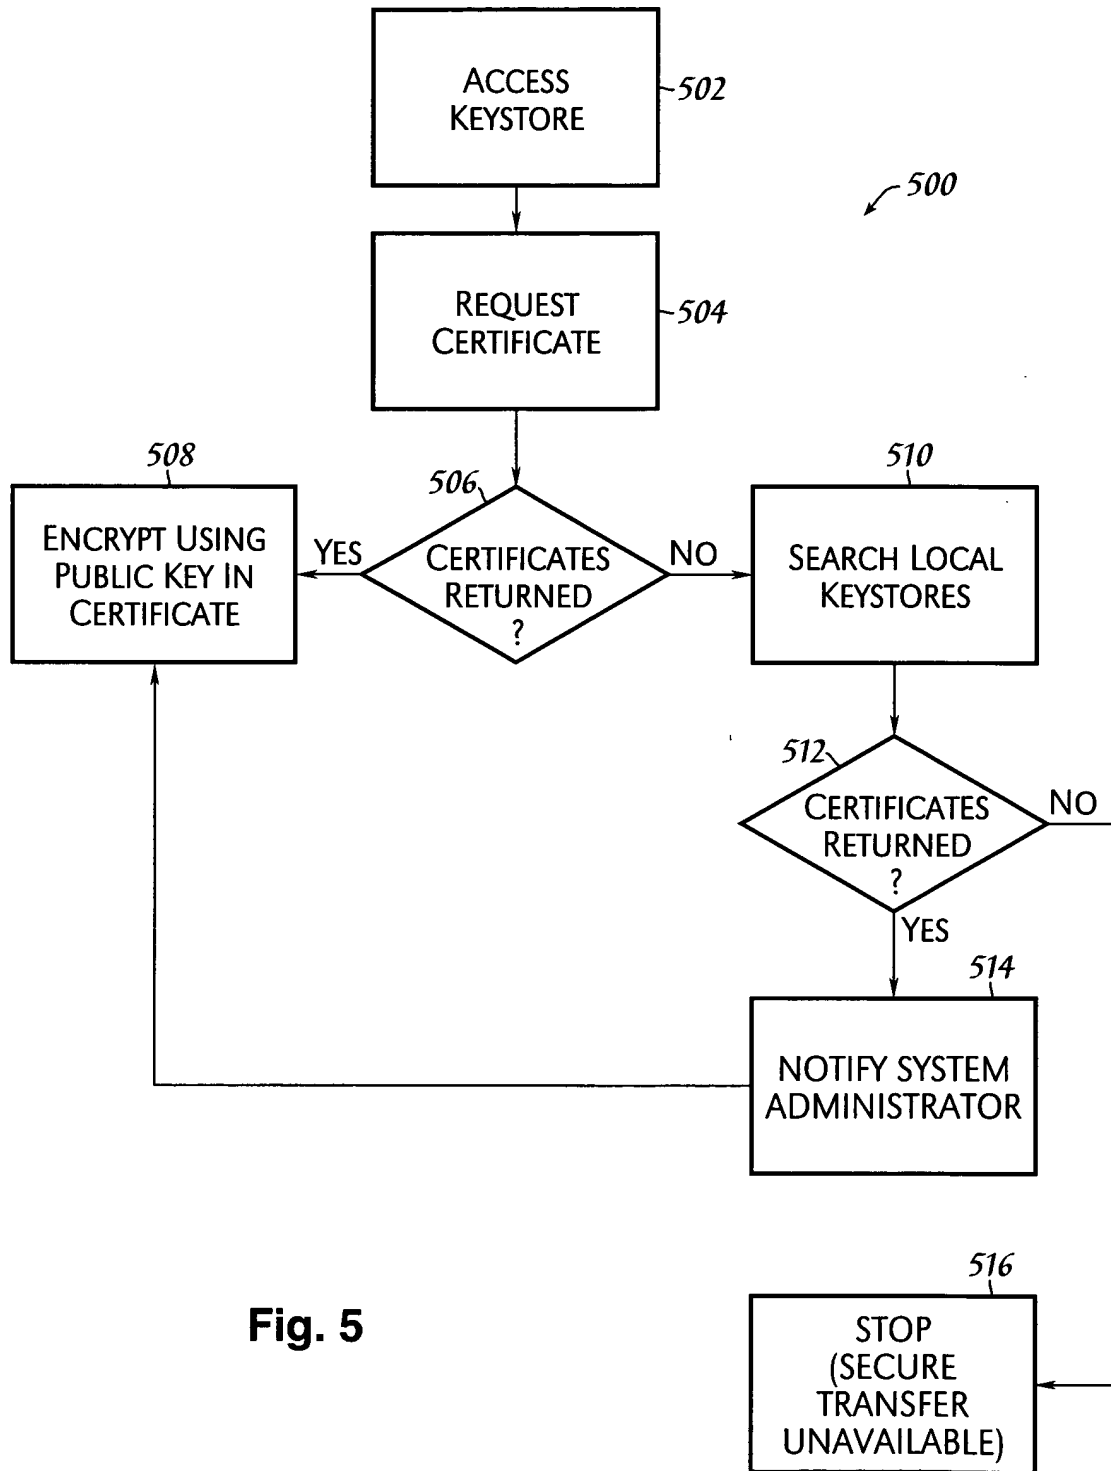 ACCESS
KEYSTORE
502
500
REQUEST
CERTIFICATE
504
508
506
510
ENCRYPT USING
PUBLIC KEY IN
CERTIFICATE
YES
CERTIFICATES
RETURNED
?
NO
SEARCH LOCAL
KEYSTORES
512
CERTIFICATES
RETURNED
?
NO
YES
514
NOTIFY SYSTEM
ADMINISTRATOR
516
STOP
(SECURE
TRANSFER
UNAVAILABLE)
Fig. 5